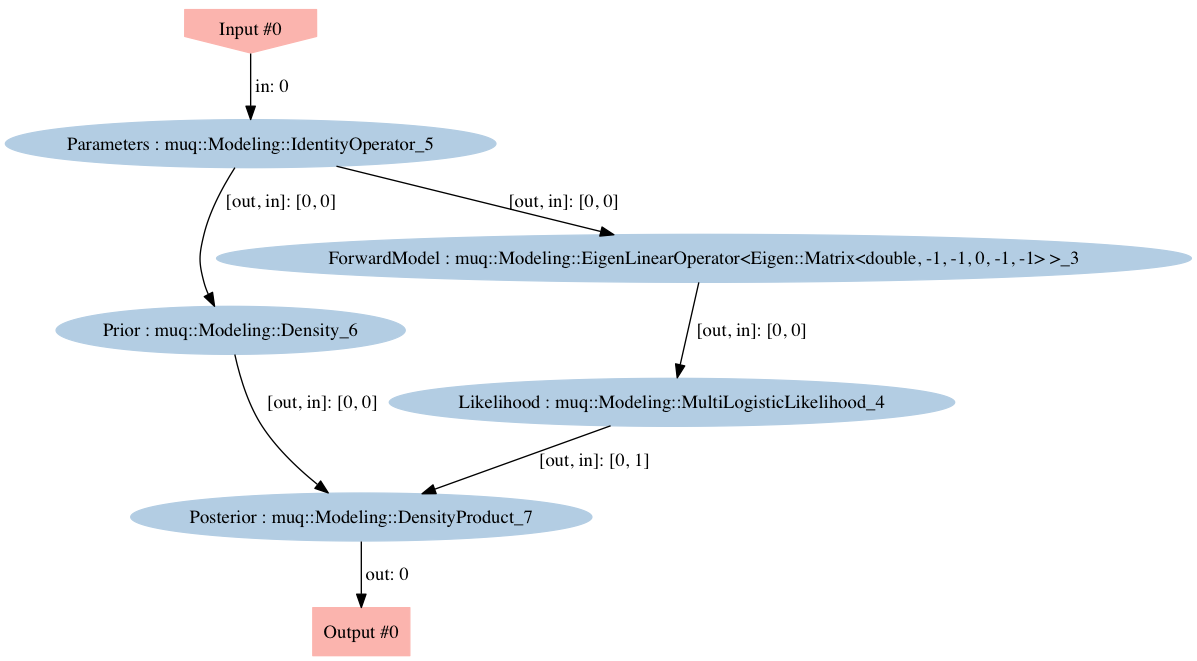 Input #0
in: 0
Parameters : muq::Modeling::IdentityOperator_5
[out, in]: [0, 0]
[out, in]: [0, 0]
ForwardModel : muq::Modeling::EigenLinearOperator<Eigen::Matrix<double, -1, -1, 0, -1, -1> >_3
Prior : muq::Modeling::Density_6
[out, in]: [0, 0]
[out, in]: [0, 0]
Likelihood : muq::Modeling::MultiLogisticLikelihood_4
[out, in]: [0, 1]
Posterior : muq::Modeling::DensityProduct_7
out: 0
Output #0